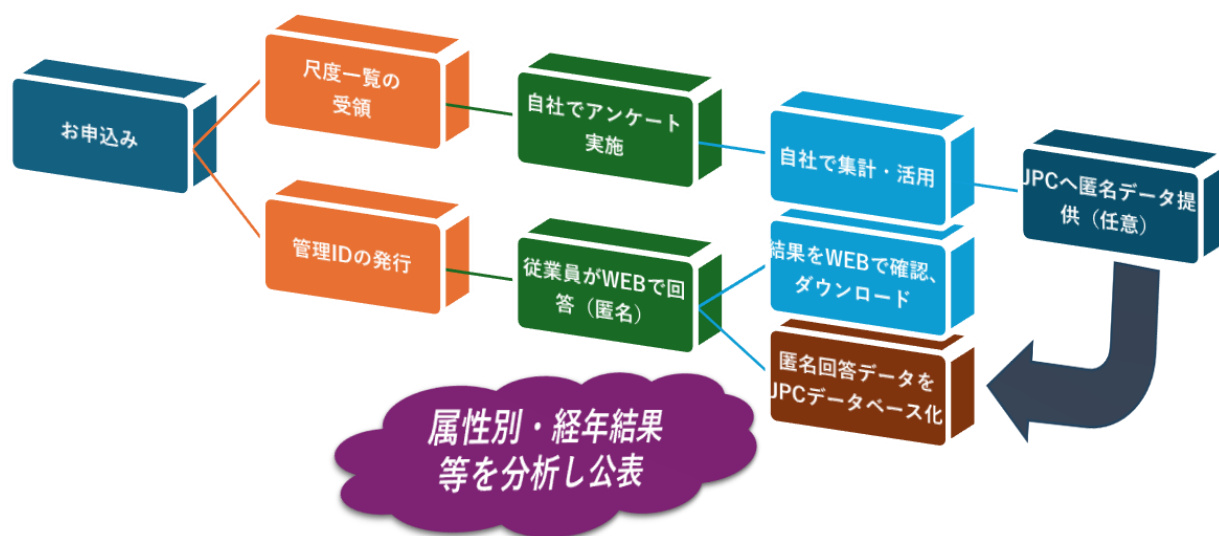 お申込み
尺度一覧の
受領
自社でアンケート
実施
自社で集計・活用
JPCへ匿名データ提
供（任意）
管理IDの発行
従業員がWEBで回
答（匿名）
結果をWEBで確認、
ダウンロード
匿名回答データを
JPCデータベース化
属性別・経年結果
等を分析し公表